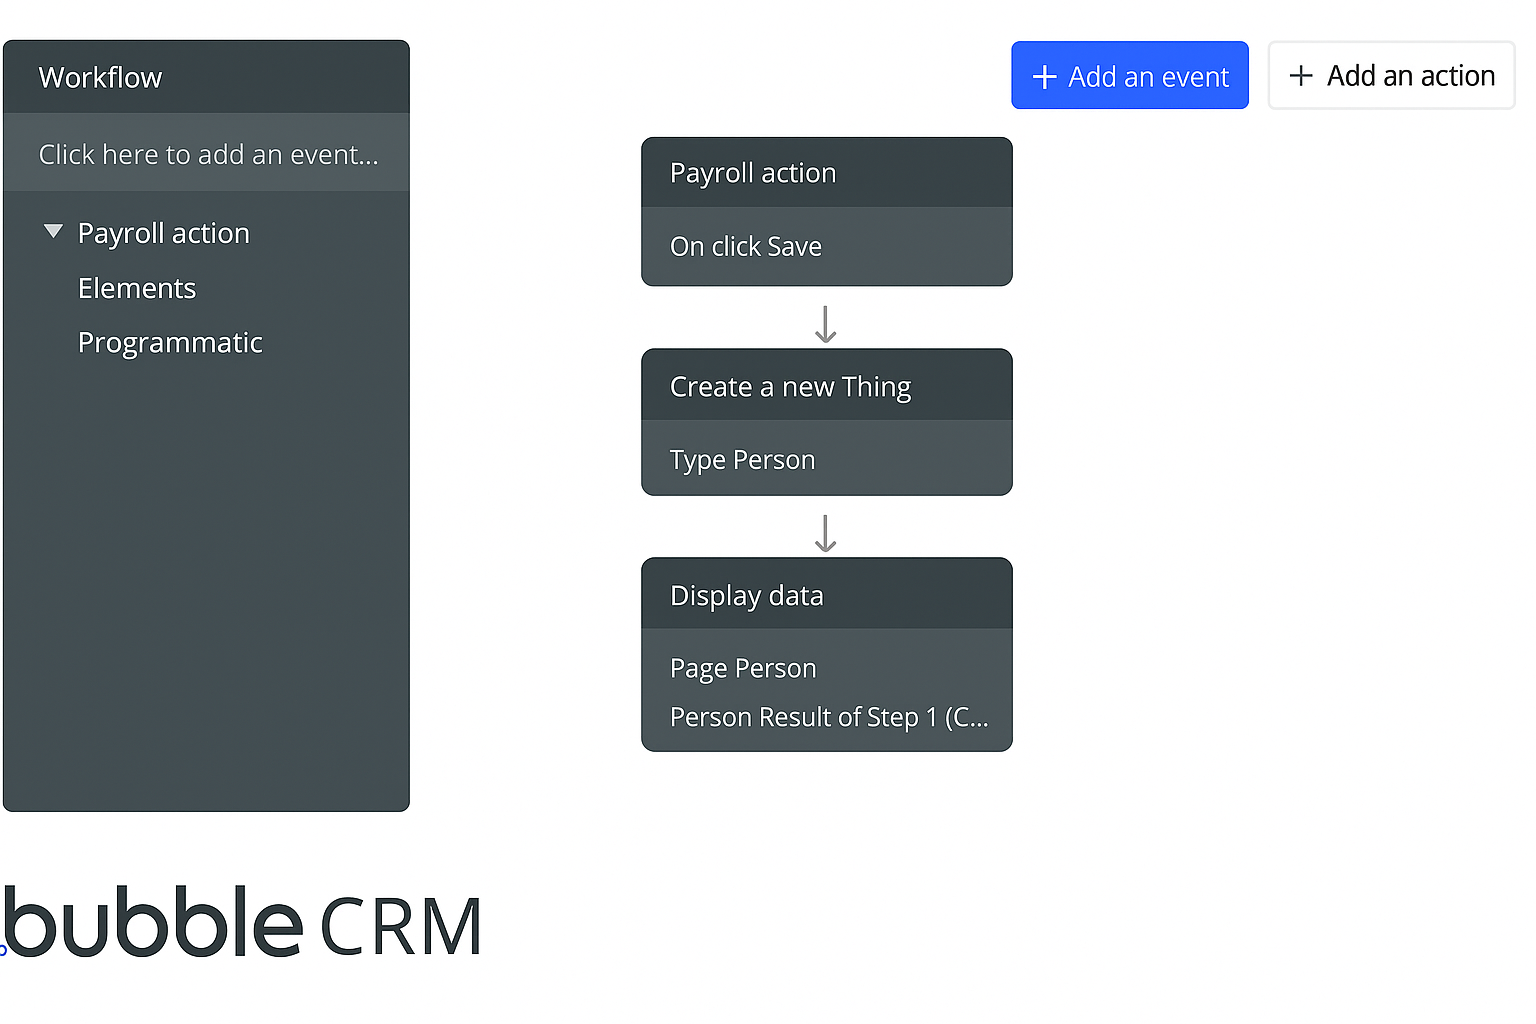 Workflow
Click here to add an event...
Payroll action
Elements
Programmatic
+ Add an event
+ Add an action
Payroll action
On click Save
Create a new Thing
Type Person
Display data
Page Person
Person Result of Step 1 (C...
bubble CRM